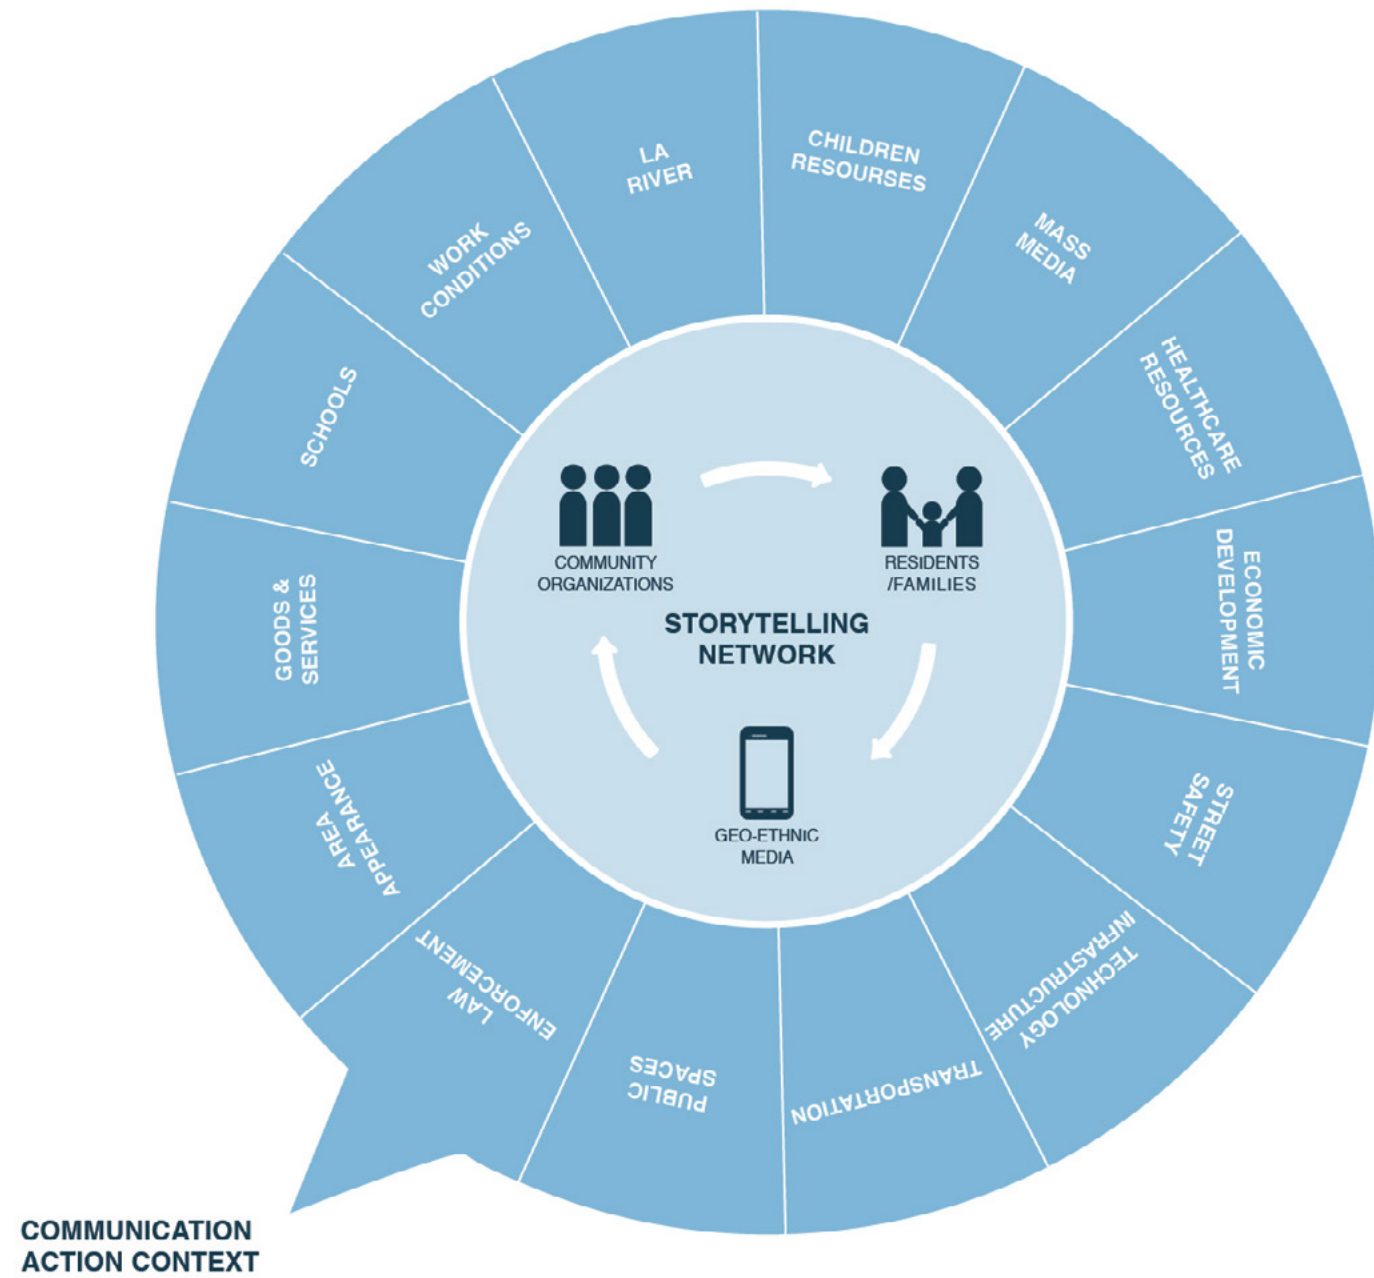 LA
RIVER
CHILDREN
RESOURSES
MASS
MEDIA
HEALTHCARE
RESOURCES
ECONOMIC
DEVELOPMENT
STREET
SAFETY
TECHNOLOGY
INFRASTRUCTURE
TRANSPORTATION
PUBLIC
SPACES
LAW
ENFORCEMENT
AREA
APPEARANCE
GOODS &
SERVICES
SCHOOLS
WORK
CONDITIONS
COMMUNITY
ORGANIZATIONS
RESIDENTS
/FAMILIES
STORYTELLING
NETWORK
GEO-ETHNIC
MEDIA
COMMUNICATION
ACTION CONTEXT